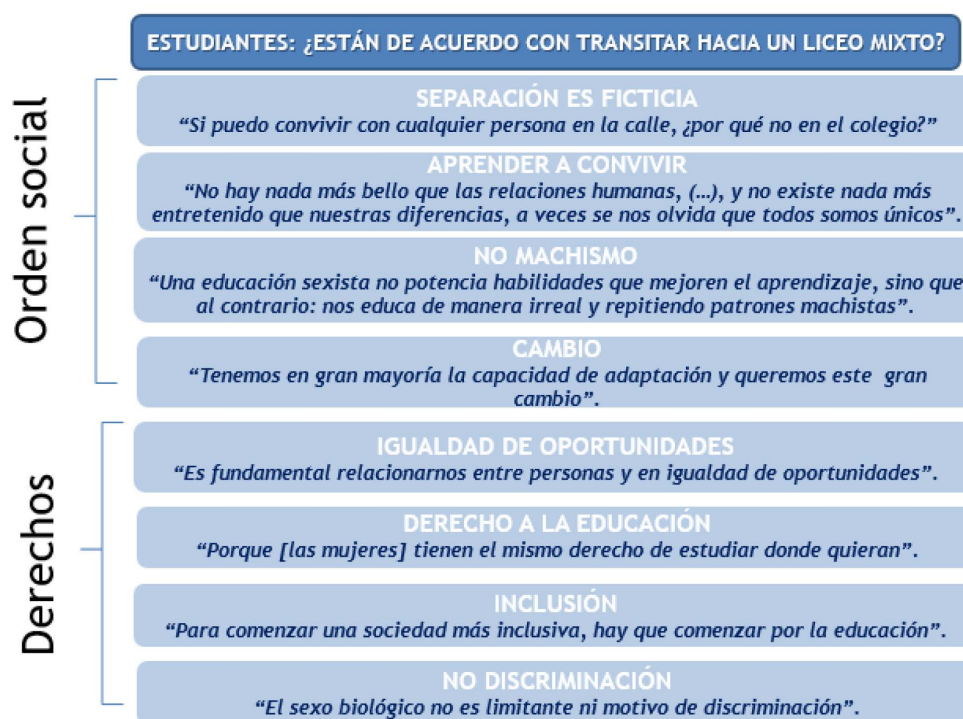 ESTUDIANTES: ¿ESTÁN DE ACUERDO CON TRANSITAR HACIA UN LICEO MIXTO?
Orden social
SEPARACIÓN ES FICTICIA
“Si puedo convivir con cualquier persona en la calle, ¿por qué no en el colegio?”
APRENDER A CONVIVIR
“No hay nada más bello que las relaciones humanas, (…), y no existe nada más
entretenido que nuestras diferencias, a veces se nos olvida que todos somos únicos”.
NO MACHISMO
“Una educación sexista no potencia habilidades que mejoren el aprendizaje, sino que
al contrario: nos educa de manera irreal y repitiendo patrones machistas”.
CAMBIO
“Tenemos en gran mayoría la capacidad de adaptación y queremos este gran
cambio”.
Derechos
IGUALDAD DE OPORTUNIDADES
“Es fundamental relacionarnos entre personas y en igualdad de oportunidades”.
DERECHO A LA EDUCACIÓN
“Porque [las mujeres] tienen el mismo derecho de estudiar donde quieran”.
INCLUSIÓN
“Para comenzar una sociedad más inclusiva, hay que comenzar por la educación”.
NO DISCRIMINACIÓN
“El sexo biológico no es limitante ni motivo de discriminación”.